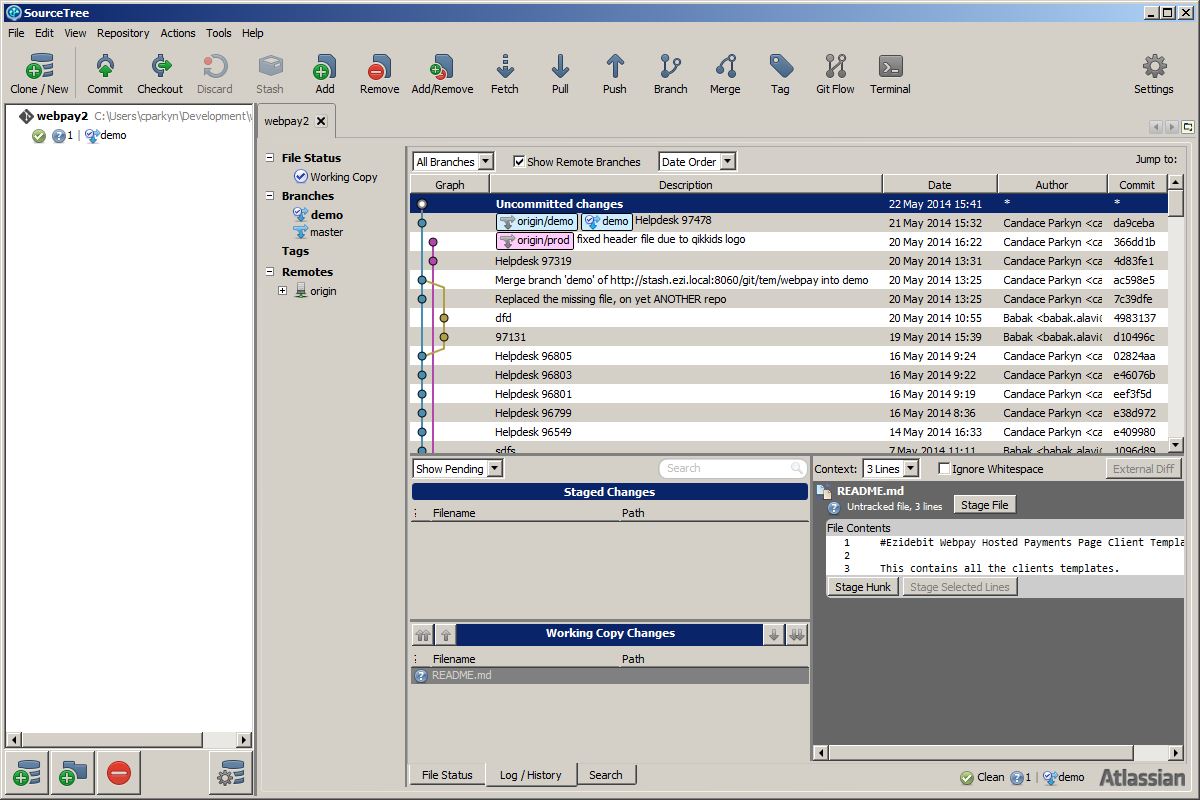 SourceTree
File Edit View Repository Actions Tools Help
Clone / New Commit Checkout Discard Stash Add Remove Add/Remove Fetch Pull Push Branch Merge Tag Git Flow Terminal Settings
webpay2 C:\Users\cparkyn\Development\
1 | demo
webpay2
File Status
Working Copy
Branches
demo
master
Tags
Remotes
origin
All Branches Show Remote Branches Date Order Jump to:
Graph Description Date Author Commit
Uncommitted changes 22 May 2014 15:41 * *
origin/demo demo Helpdesk 97478 21 May 2014 15:32 Candace Parkyn <ca da9ceba
origin/prod fixed header file due to qikkids logo 20 May 2014 16:22 Candace Parkyn <ca 366dd1b
Helpdesk 97319 20 May 2014 13:31 Candace Parkyn <ca 4d83fe1
Merge branch 'demo' of http://stash.ezi.local:8060/git/tem/webpay into demo 20 May 2014 13:25 Candace Parkyn <ca ac598e5
Replaced the missing file, on yet ANOTHER repo 20 May 2014 13:25 Candace Parkyn <ca 7c39dfe
dfd 20 May 2014 10:55 Babak <babak.alavi 4983137
97131 19 May 2014 15:39 Babak <babak.alavi d10496c
Helpdesk 96805 16 May 2014 9:24 Candace Parkyn <ca 02824aa
Helpdesk 96803 16 May 2014 9:22 Candace Parkyn <ca e46076b
Helpdesk 96801 16 May 2014 9:19 Candace Parkyn <ca eef3f5d
Helpdesk 96799 16 May 2014 8:36 Candace Parkyn <ca e38d972
Helpdesk 96549 14 May 2014 16:33 Candace Parkyn <ca e409980
sdfs 7 May 2014 11:11 Candace Parkyn <ca 1096d89
Show Pending Search
Staged Changes
Filename Path
Working Copy Changes
Filename Path
README.md
Context: 3 Lines Ignore Whitespace External Diff
README.md
Untracked file, 3 lines Stage File
File Contents
1 #Ezidebit Webpay Hosted Payments Page Client Templa
2
3 This contains all the clients templates.
Stage Hunk Stage Selected Lines
File Status Log / History Search
Clean 1 | demo Atlassian